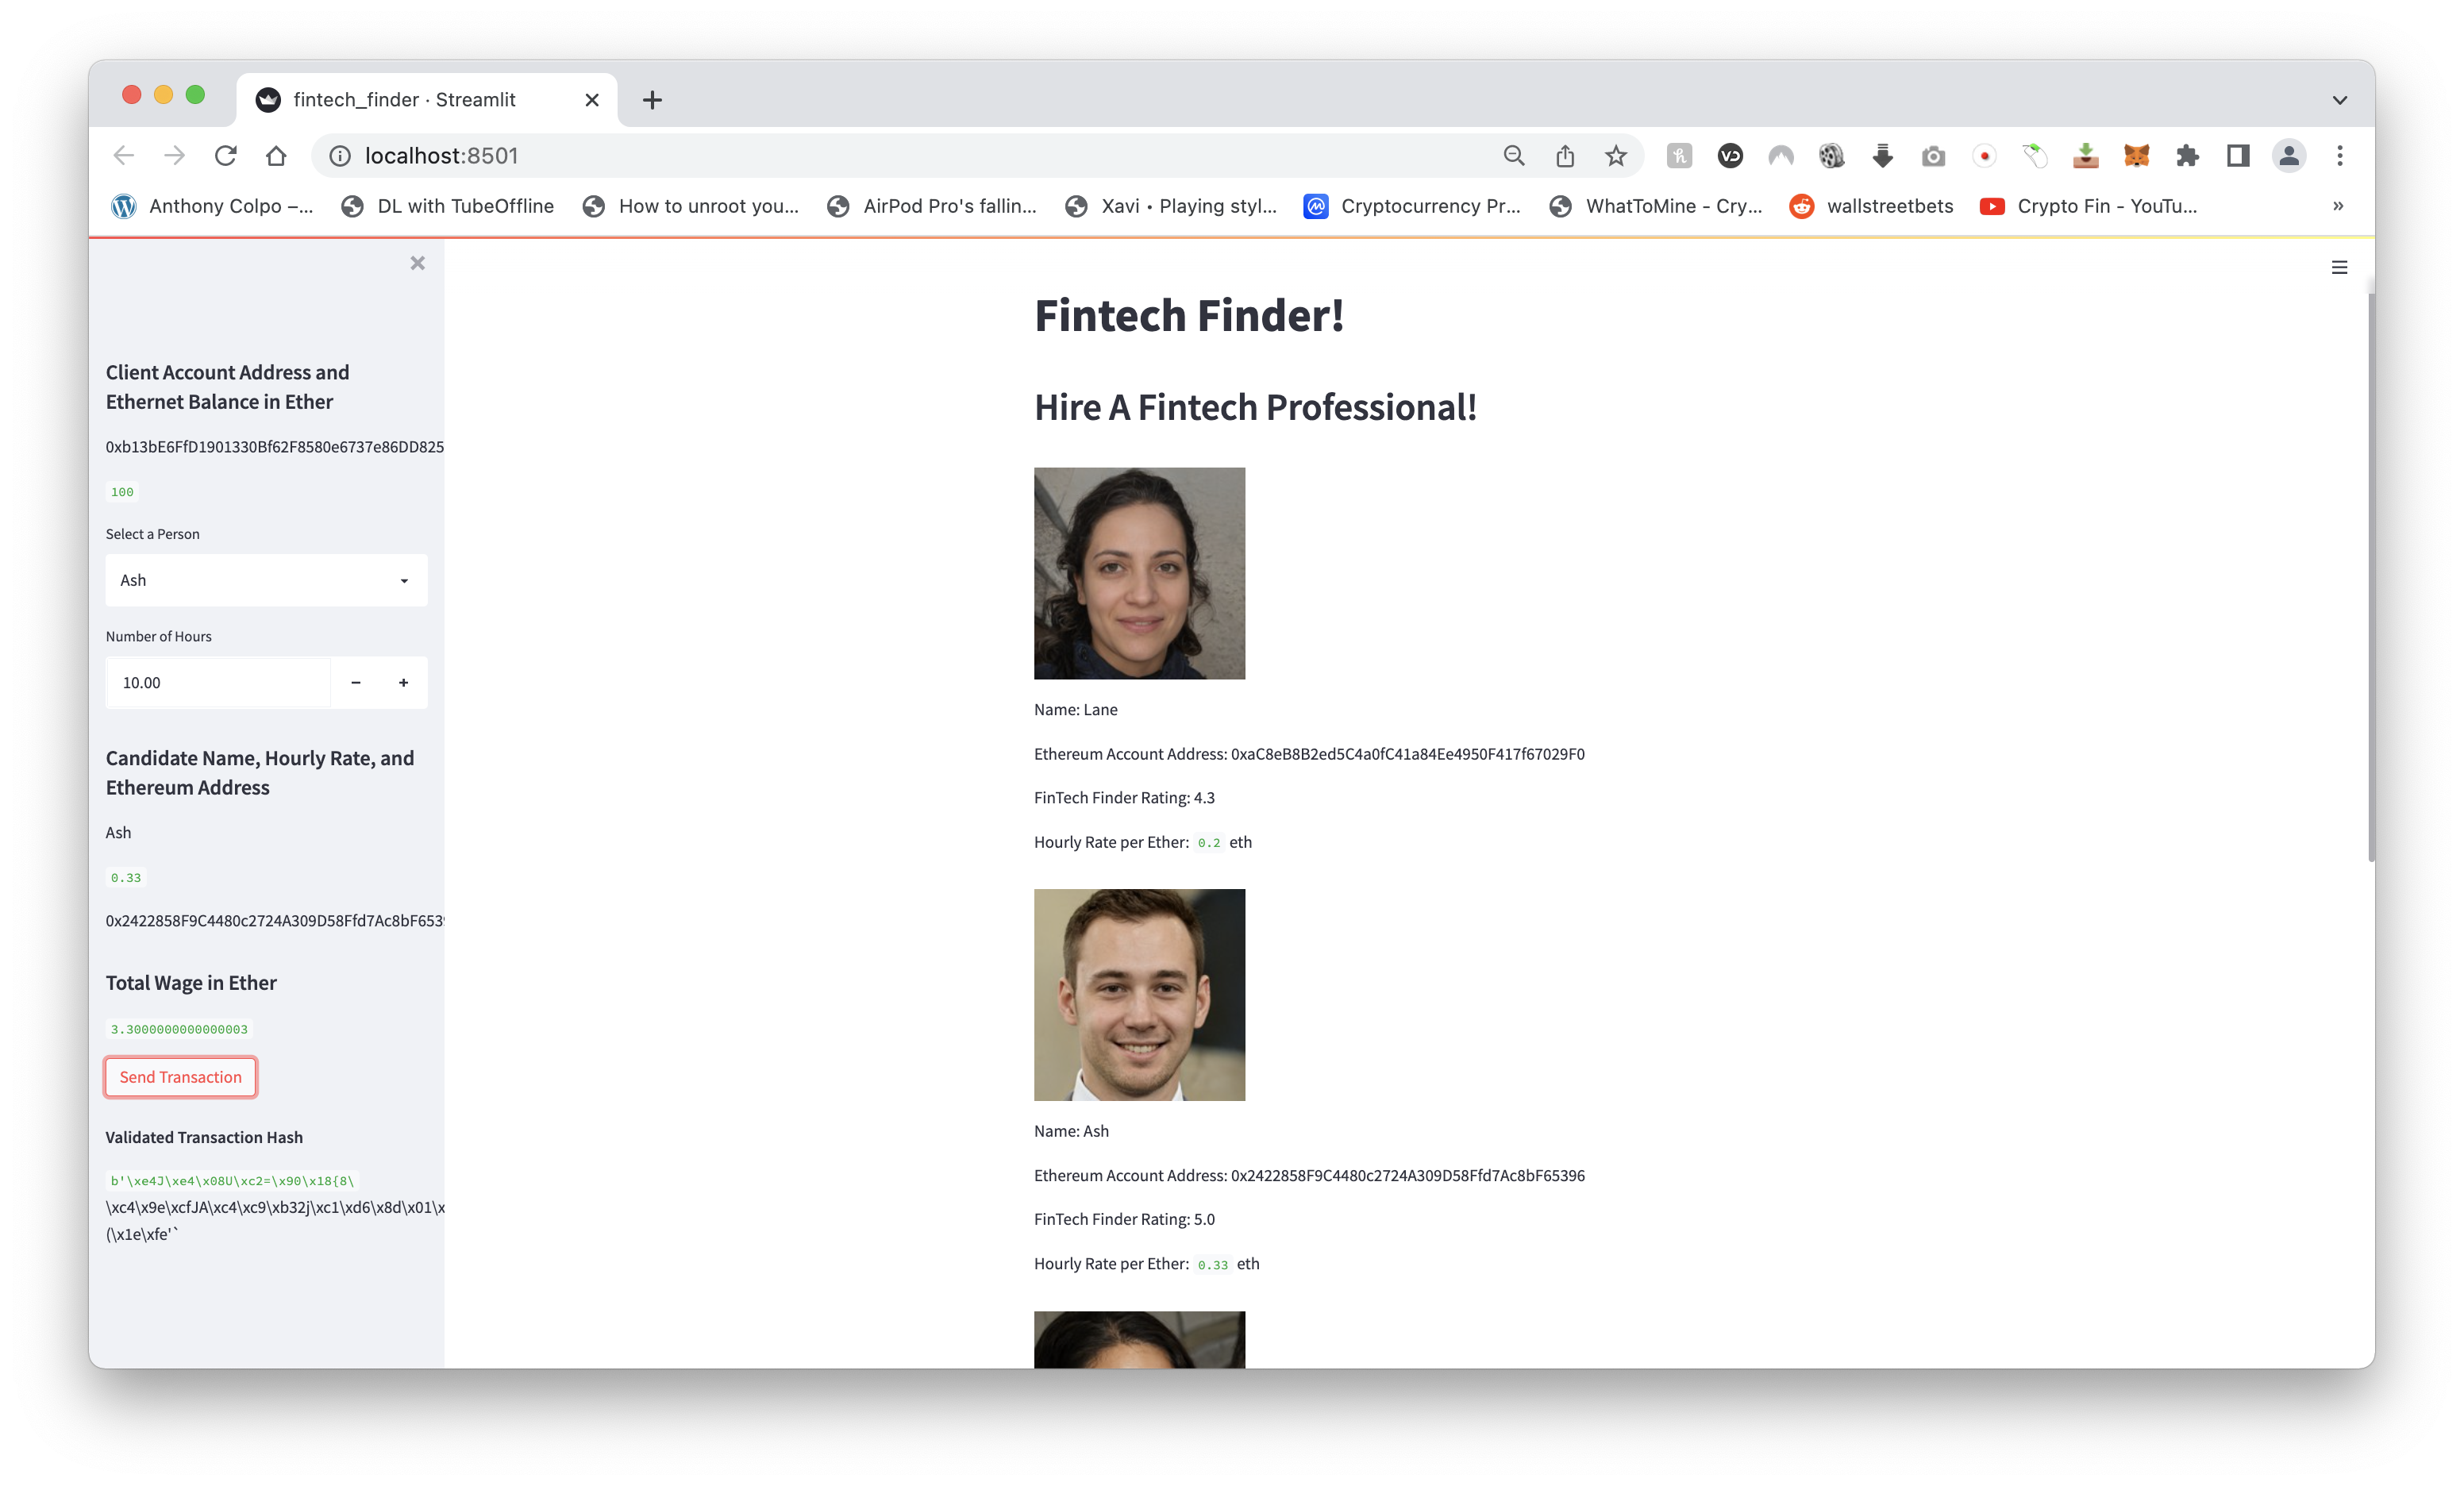 fintech_finder · Streamlit
localhost:8501
Anthony Colpo –...
DL with TubeOffline
How to unroot you...
AirPod Pro's fallin...
Xavi • Playing styl...
Cryptocurrency Pr...
WhatToMine - Cry...
wallstreetbets
Crypto Fin - YouTu...
»
Client Account Address and
Ethernet Balance in Ether
0xb13bE6FfD1901330Bf62F8580e6737e86DD825
100
Select a Person
Ash
Number of Hours
10.00
Candidate Name, Hourly Rate, and
Ethereum Address
Ash
0.33
0x2422858F9C4480c2724A309D58Ffd7Ac8bF6539
Total Wage in Ether
3.3000000000000003
Send Transaction
Validated Transaction Hash
b'\xe4J\xe4\x08U\xc2=\x90\x18{8\
\xc4\x9e\xcfJA\xc4\xc9\xb32j\xc1\xd6\x8d\x01\x
(\x1e\xfe'`
Fintech Finder!
Hire A Fintech Professional!
Name: Lane
Ethereum Account Address: 0xaC8eB8B2ed5C4a0fC41a84Ee4950F417f67029F0
FinTech Finder Rating: 4.3
Hourly Rate per Ether: 0.2 eth
Name: Ash
Ethereum Account Address: 0x2422858F9C4480c2724A309D58Ffd7Ac8bF65396
FinTech Finder Rating: 5.0
Hourly Rate per Ether: 0.33 eth